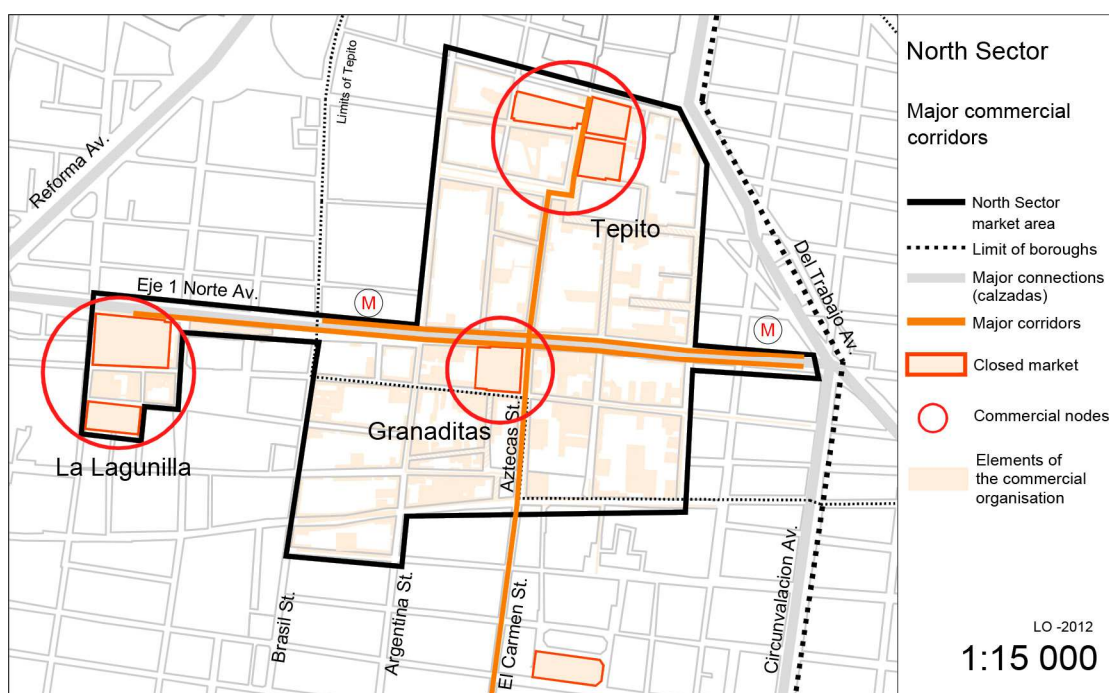 Limits of Tepito
Reforma Av.
Eje 1 Norte Av.
M
Tepito
M
Del Trabajo Av.
La Lagunilla
Granaditas
Aztecas St.
Brasil St.
Argentina St.
El Carmen St.
Circunvalacion Av.
North Sector
Major commercial
corridors
North Sector
market area
Limit of boroughs
Major connections
(calzadas)
Major corridors
Closed market
Commercial nodes
Elements of
the commercial
organisation
LO -2012
1:15 000